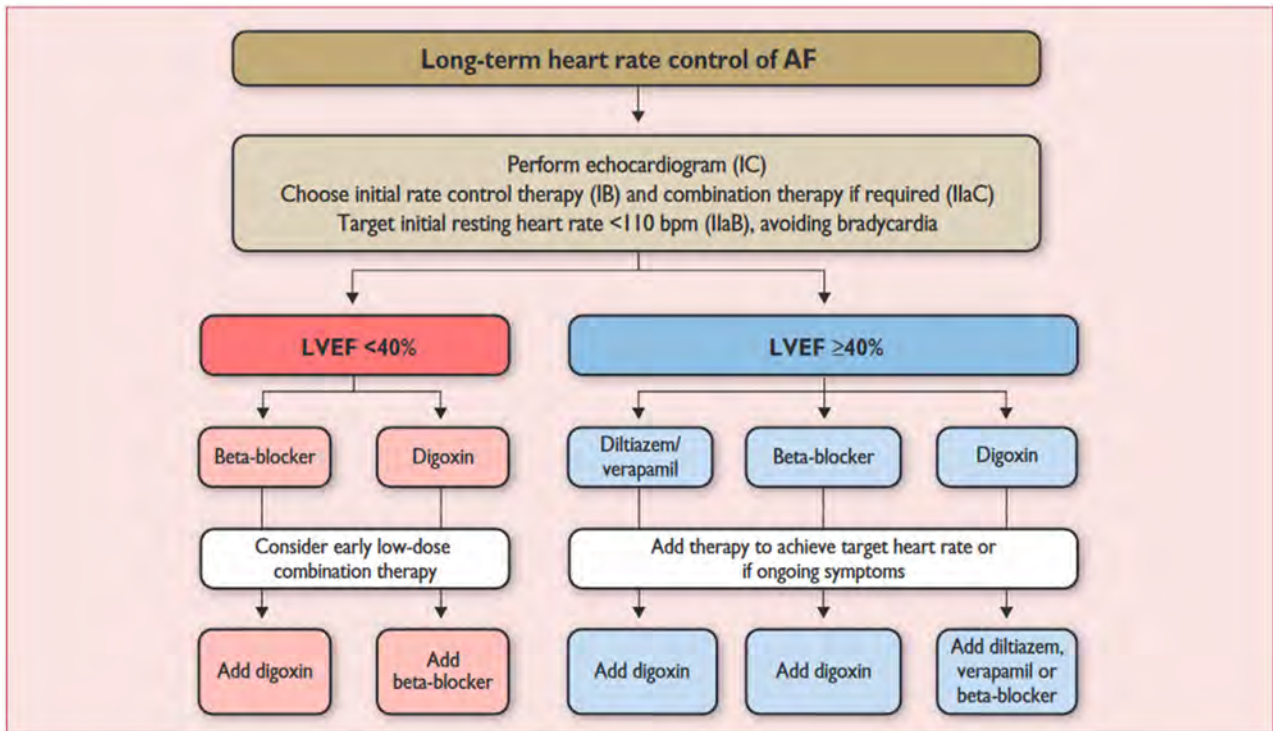 Long-term heart rate control of AF
Perform echocardiogram (IC)
Choose initial rate control therapy (IB) and combination therapy if required (IIaC)
Target initial resting heart rate <110 bpm (IIaB), avoiding bradycardia
LVEF <40%
LVEF ≥40%
Beta-blocker
Digoxin
Diltiazem/
verapamil
Beta-blocker
Digoxin
Consider early low-dose
combination therapy
Add therapy to achieve target heart rate or
if ongoing symptoms
Add digoxin
Add
beta-blocker
Add digoxin
Add digoxin
Add diltiazem,
verapamil or
beta-blocker